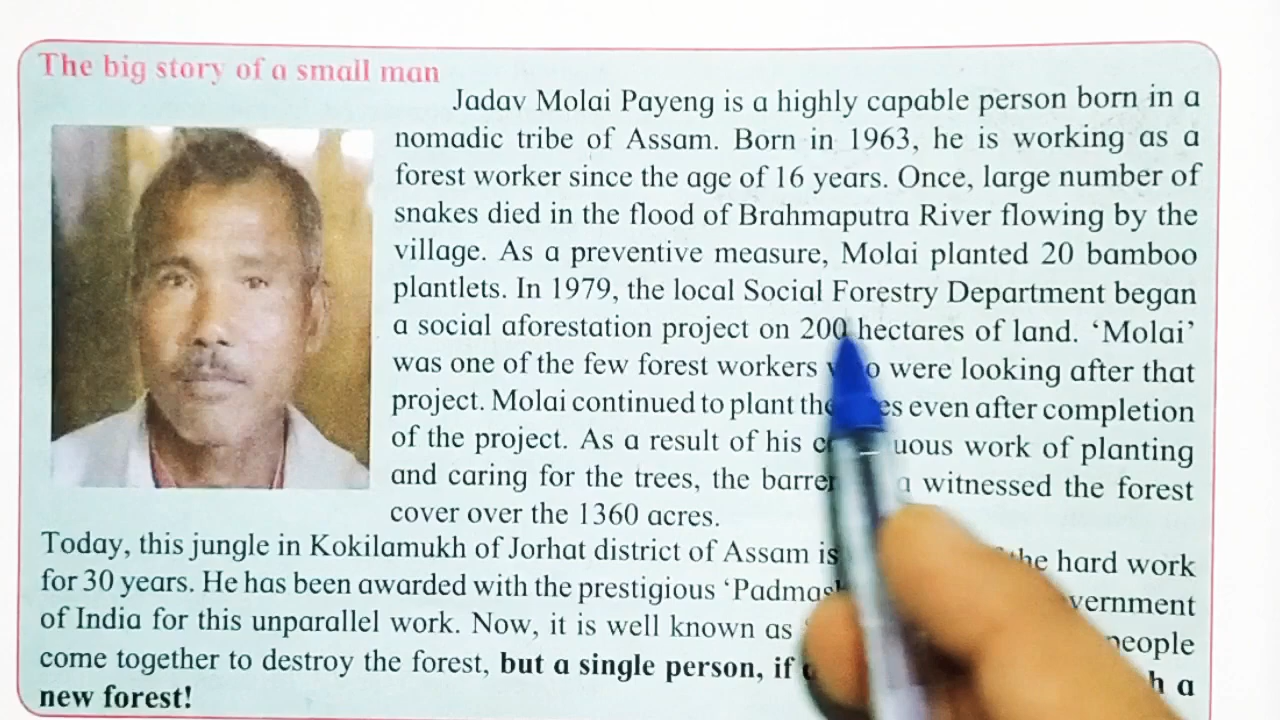 The big story of a small man
Jadav Molai Payeng is a highly capable person born in a
nomadic tribe of Assam. Born in 1963, he is working as a
forest worker since the age of 16 years. Once, large number of
snakes died in the flood of Brahmaputra River flowing by the
village. As a preventive measure, Molai planted 20 bamboo
plantlets. In 1979, the local Social Forestry Department began
a social aforestation project on 200 hectares of land. ‘Molai’
was one of the few forest workers were looking after that
project. Molai continued to plant even after completion
of the project. As a result of his work of planting
and caring for the trees, the witnessed the forest
cover over the 1360 acres.
Today, this jungle in Kokilamukh of Jorhat district of Assam is the hard work
for 30 years. He has been awarded with the prestigious
of India for this unparallel work. Now, it is well known as people
come together to destroy the forest, but a single person, if a
new forest!